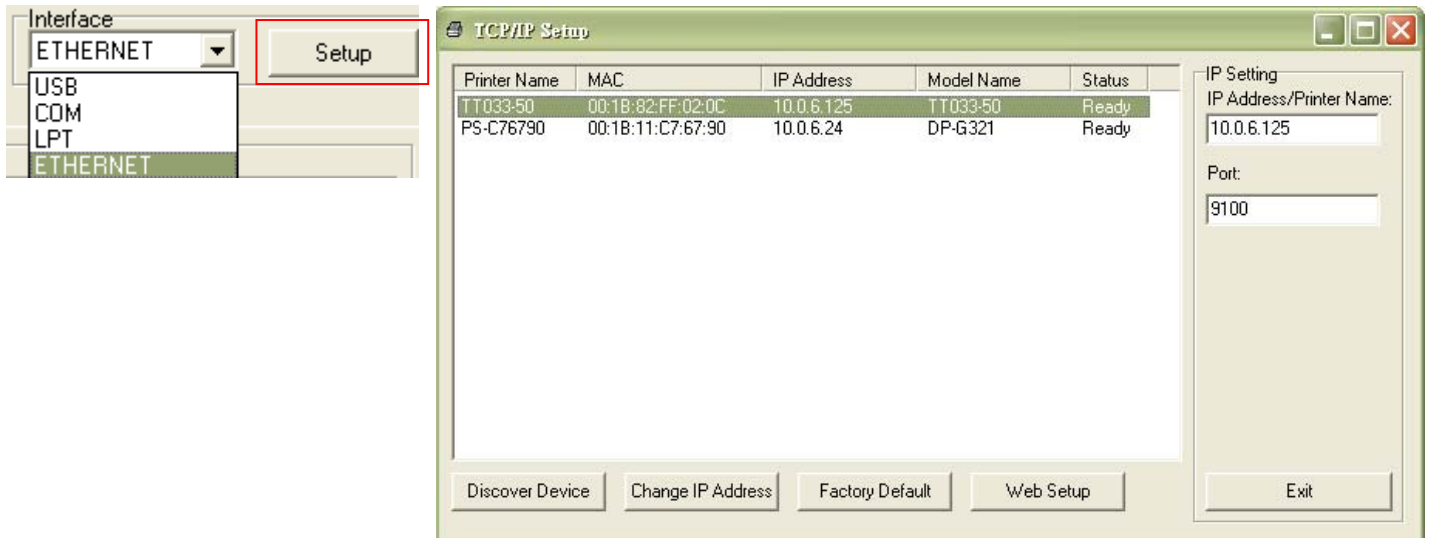 Interface
ETHERNET
Setup
USB
COM
LPT
ETHERNET
TCP/IP Setup
Printer Name MAC IP Address Model Name Status
TT033-50 00:1B:82:FF:02:0C 10.0.6.125 TT033-50 Ready
PS-C76790 00:1B:11:C7:67:90 10.0.6.24 DP-G321 Ready
IP Setting
IP Address/Printer Name:
10.0.6.125
Port:
9100
Discover Device Change IP Address Factory Default Web Setup Exit